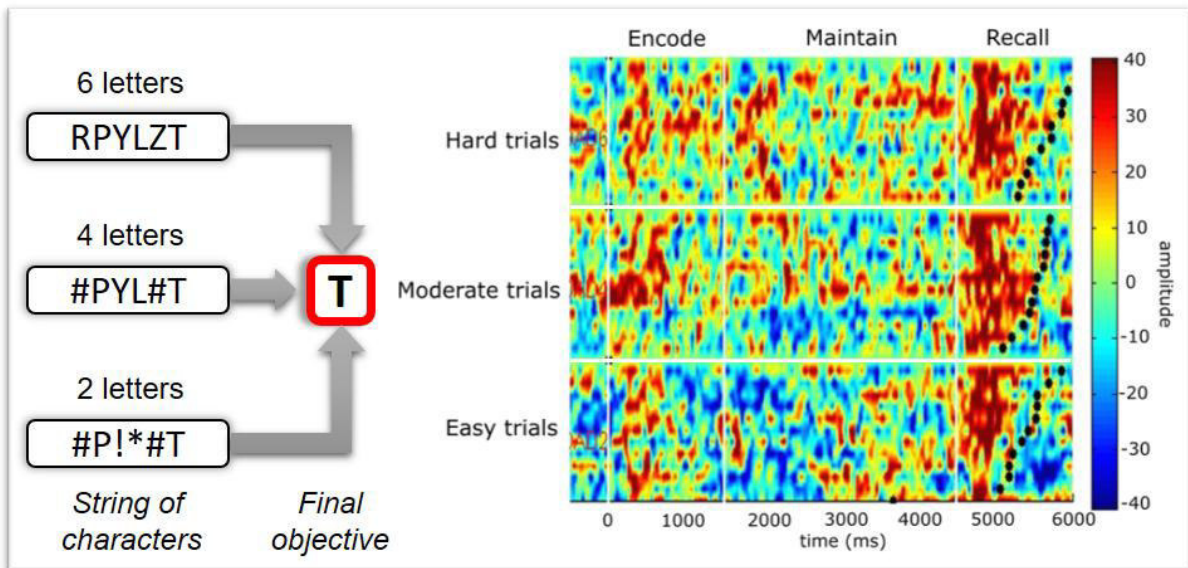 6 letters
RPYLZT
4 letters
#PYL#T
2 letters
#P!*#T
String of
characters
T
Final
objective
Encode Maintain Recall
Hard trials
Moderate trials
Easy trials
0 1000 2000 3000 4000 5000 6000
time (ms)
40
30
20
10
0
-10
-20
-30
-40
amplitude